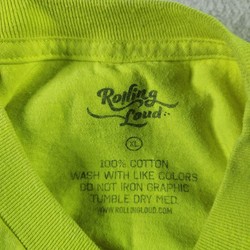 Rolling
Loud
XL
100% COTTON
WASH WITH LIKE COLORS
DO NOT IRON GRAPHIC
TUMBLE DRY MED.
WWW.ROLLINGLOUD.COM